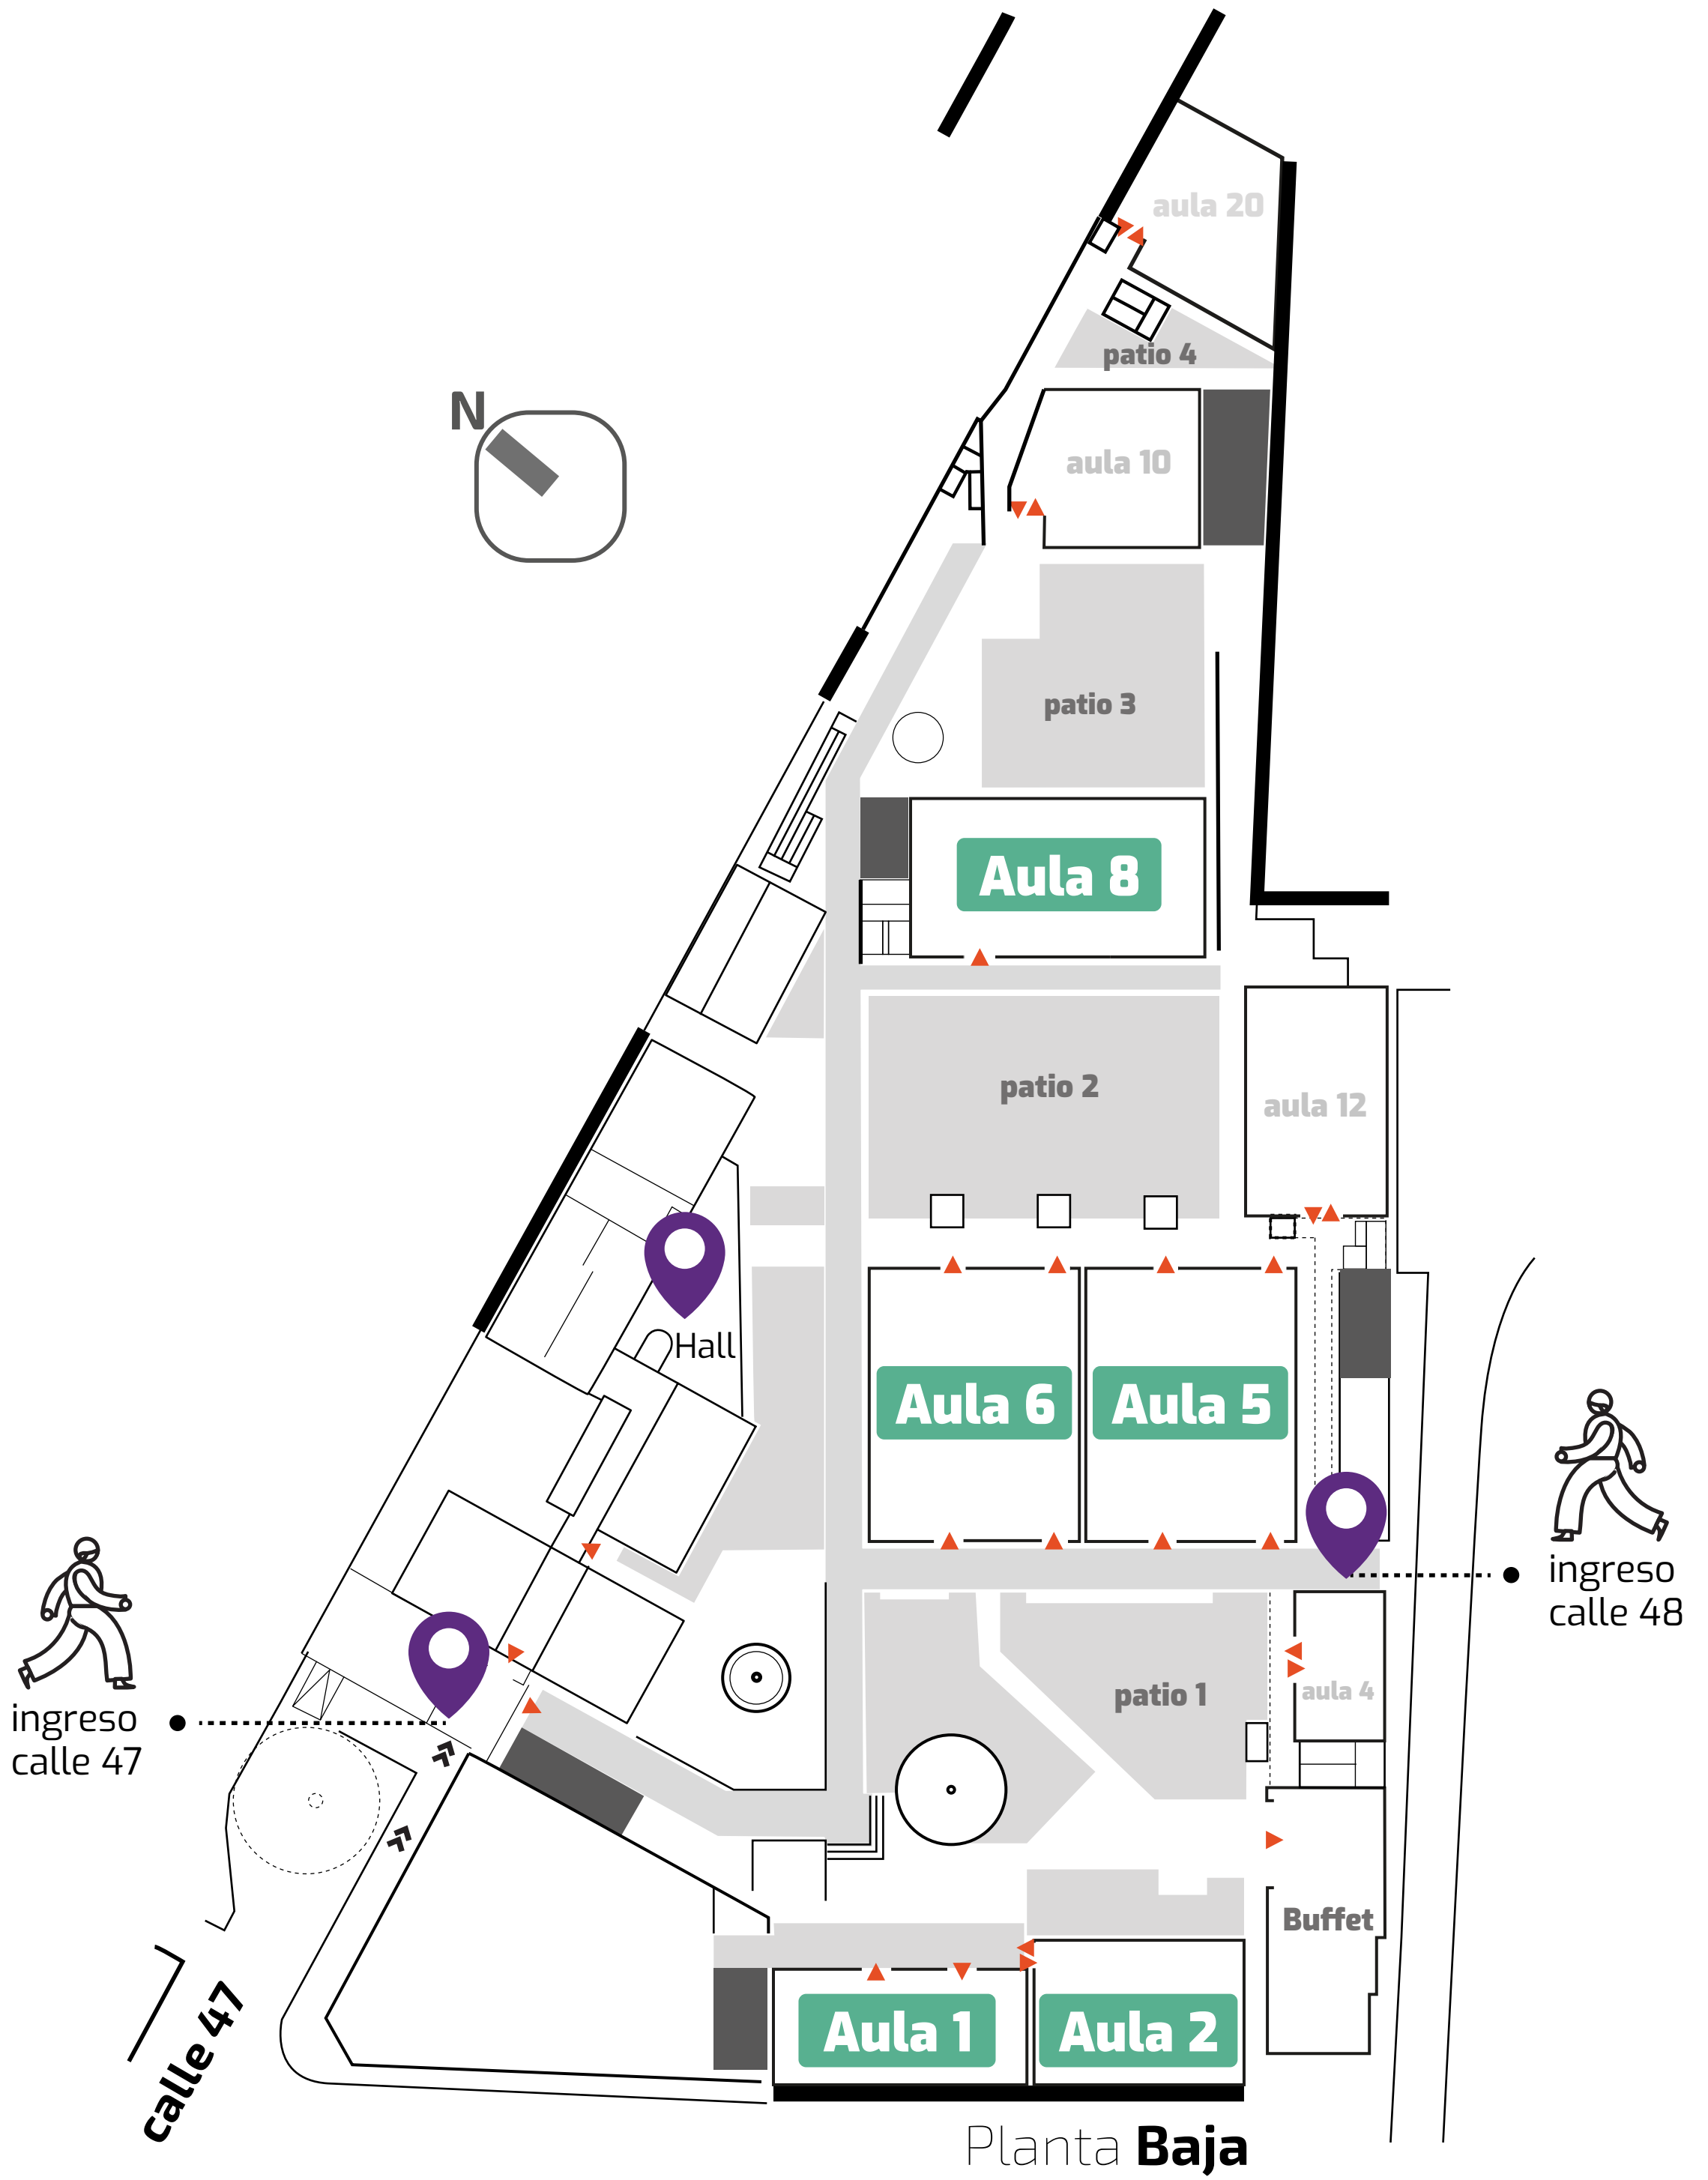 aula 20
patio 4
N
aula 10
patio 3
Aula 8
patio 2
aula 12
Hall
Aula 6
Aula 5
ingreso
calle 48
ingreso
calle 47
patio 1
aula 4
Buffet
calle 47
Aula 1
Aula 2
Planta Baja